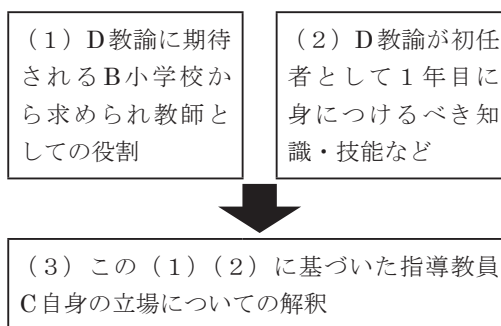 （１）D教諭に期待
されるB小学校か
ら求められ教師と
しての役割
（２）D教諭が初任
者として１年目に
身につけるべき知
識・技能など
（３）この（１）（２）に基づいた指導教員
C自身の立場についての解釈